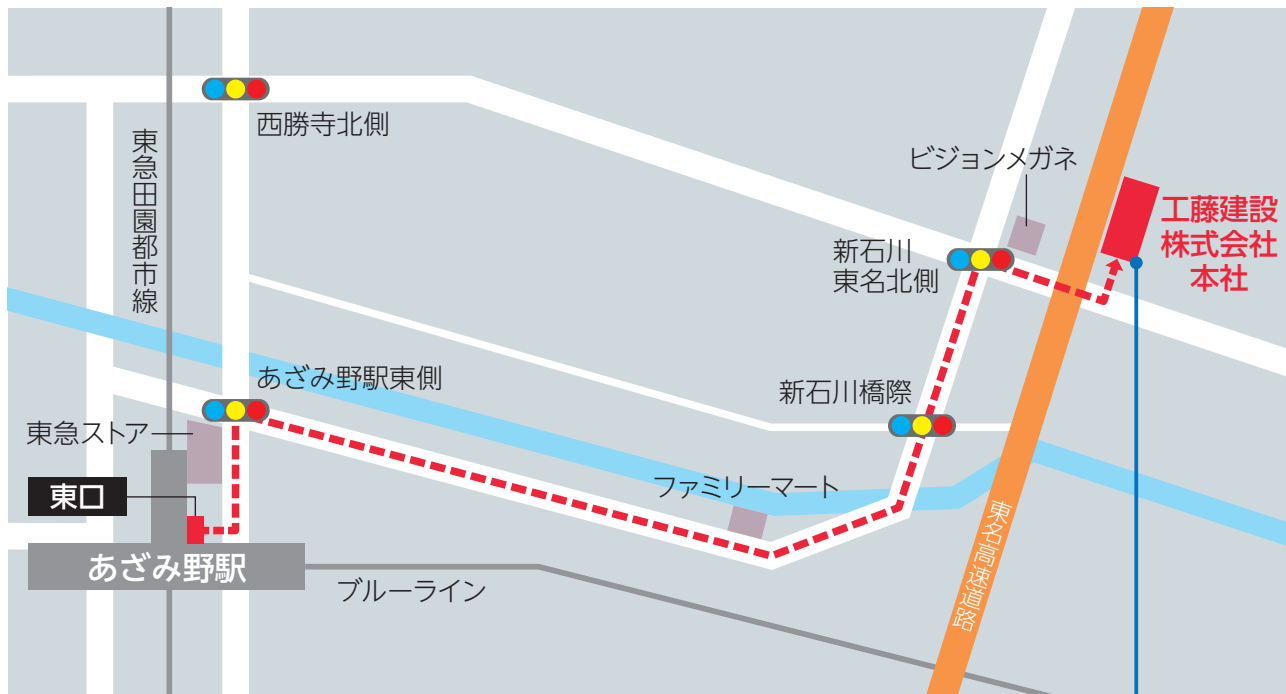 西勝寺北側
東急田園都市線
ビジョンメガネ
工藤建設
株式会社
本社
新石川
東名北側
あざみ野駅東側
新石川橋際
東急ストア
東口
ファミリーマート
あざみ野駅
ブルーライン
東名高速道路